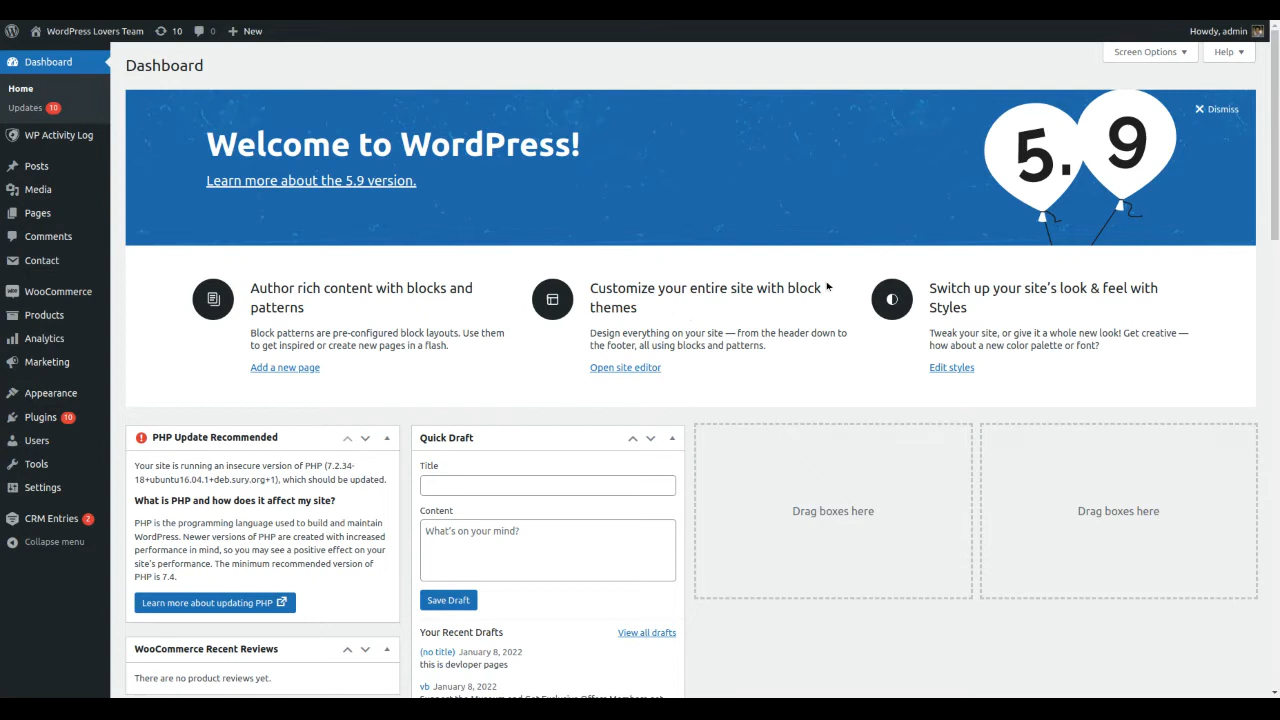 WordPress Lovers Team 10 0 New Howdy, admin
Screen Options Help
Dashboard
Home
Updates 10
WP Activity Log
Posts
Media
Pages
Comments
Contact
WooCommerce
Products
Analytics
Marketing
Appearance
Plugins 10
Users
Tools
Settings
CRM Entries 2
Collapse menu
Dashboard
Welcome to WordPress!
Learn more about the 5.9 version.
5.9
Dismiss
Author rich content with blocks and
patterns
Block patterns are pre-configured block layouts. Use them
to get inspired or create new pages in a flash.
Add a new page
Customize your entire site with block
themes
Design everything on your site — from the header down to
the footer, all using blocks and patterns.
Open site editor
Switch up your site's look & feel with
Styles
Tweak your site, or give it a whole new look! Get creative —
how about a new color palette or font?
Edit styles
PHP Update Recommended
Your site is running an insecure version of PHP (7.2.34-
18+ubuntu16.04.1+deb.sury.org+1), which should be updated.
What is PHP and how does it affect my site?
PHP is the programming language used to build and maintain
WordPress. Newer versions of PHP are created with increased
performance in mind, so you may see a positive effect on your
site's performance. The minimum recommended version of
PHP is 7.4.
Learn more about updating PHP
WooCommerce Recent Reviews
There are no product reviews yet.
Quick Draft
Title
Content
What's on your mind?
Save Draft
Your Recent Drafts View all drafts
(no title) January 8, 2022
this is devloper pages
vb January 8, 2022
Drag boxes here
Drag boxes here